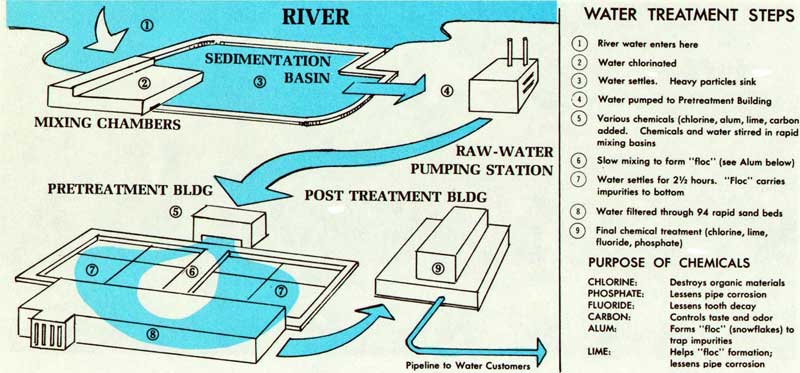 RIVER
①
SEDIMENTATION
BASIN
②
③
④
MIXING CHAMBERS
RAW-WATER
PUMPING STATION
PRETREATMENT BLDG
POST TREATMENT BLDG
⑤
⑦
⑥
⑦
⑨
⑧
Pipeline to Water Customers
WATER TREATMENT STEPS
① River water enters here
② Water chlorinated
③ Water settles. Heavy particles sink
④ Water pumped to Pretreatment Building
⑤ Various chemicals (chlorine, alum, lime, carbon
added. Chemicals and water stirred in rapid
mixing basins
⑥ Slow mixing to form "floc" (see Alum below)
⑦ Water settles for 2½ hours. "Floc" carries
impurities to bottom
⑧ Water filtered through 94 rapid sand beds
⑨ Final chemical treatment (chlorine, lime,
fluoride, phosphate)
PURPOSE OF CHEMICALS
CHLORINE: Destroys organic materials
PHOSPHATE: Lessens pipe corrosion
FLUORIDE: Lessens tooth decay
CARBON: Controls taste and odor
ALUM: Forms "floc" (snowflakes) to
trap impurities
LIME: Helps "floc" formation;
lessens pipe corrosion